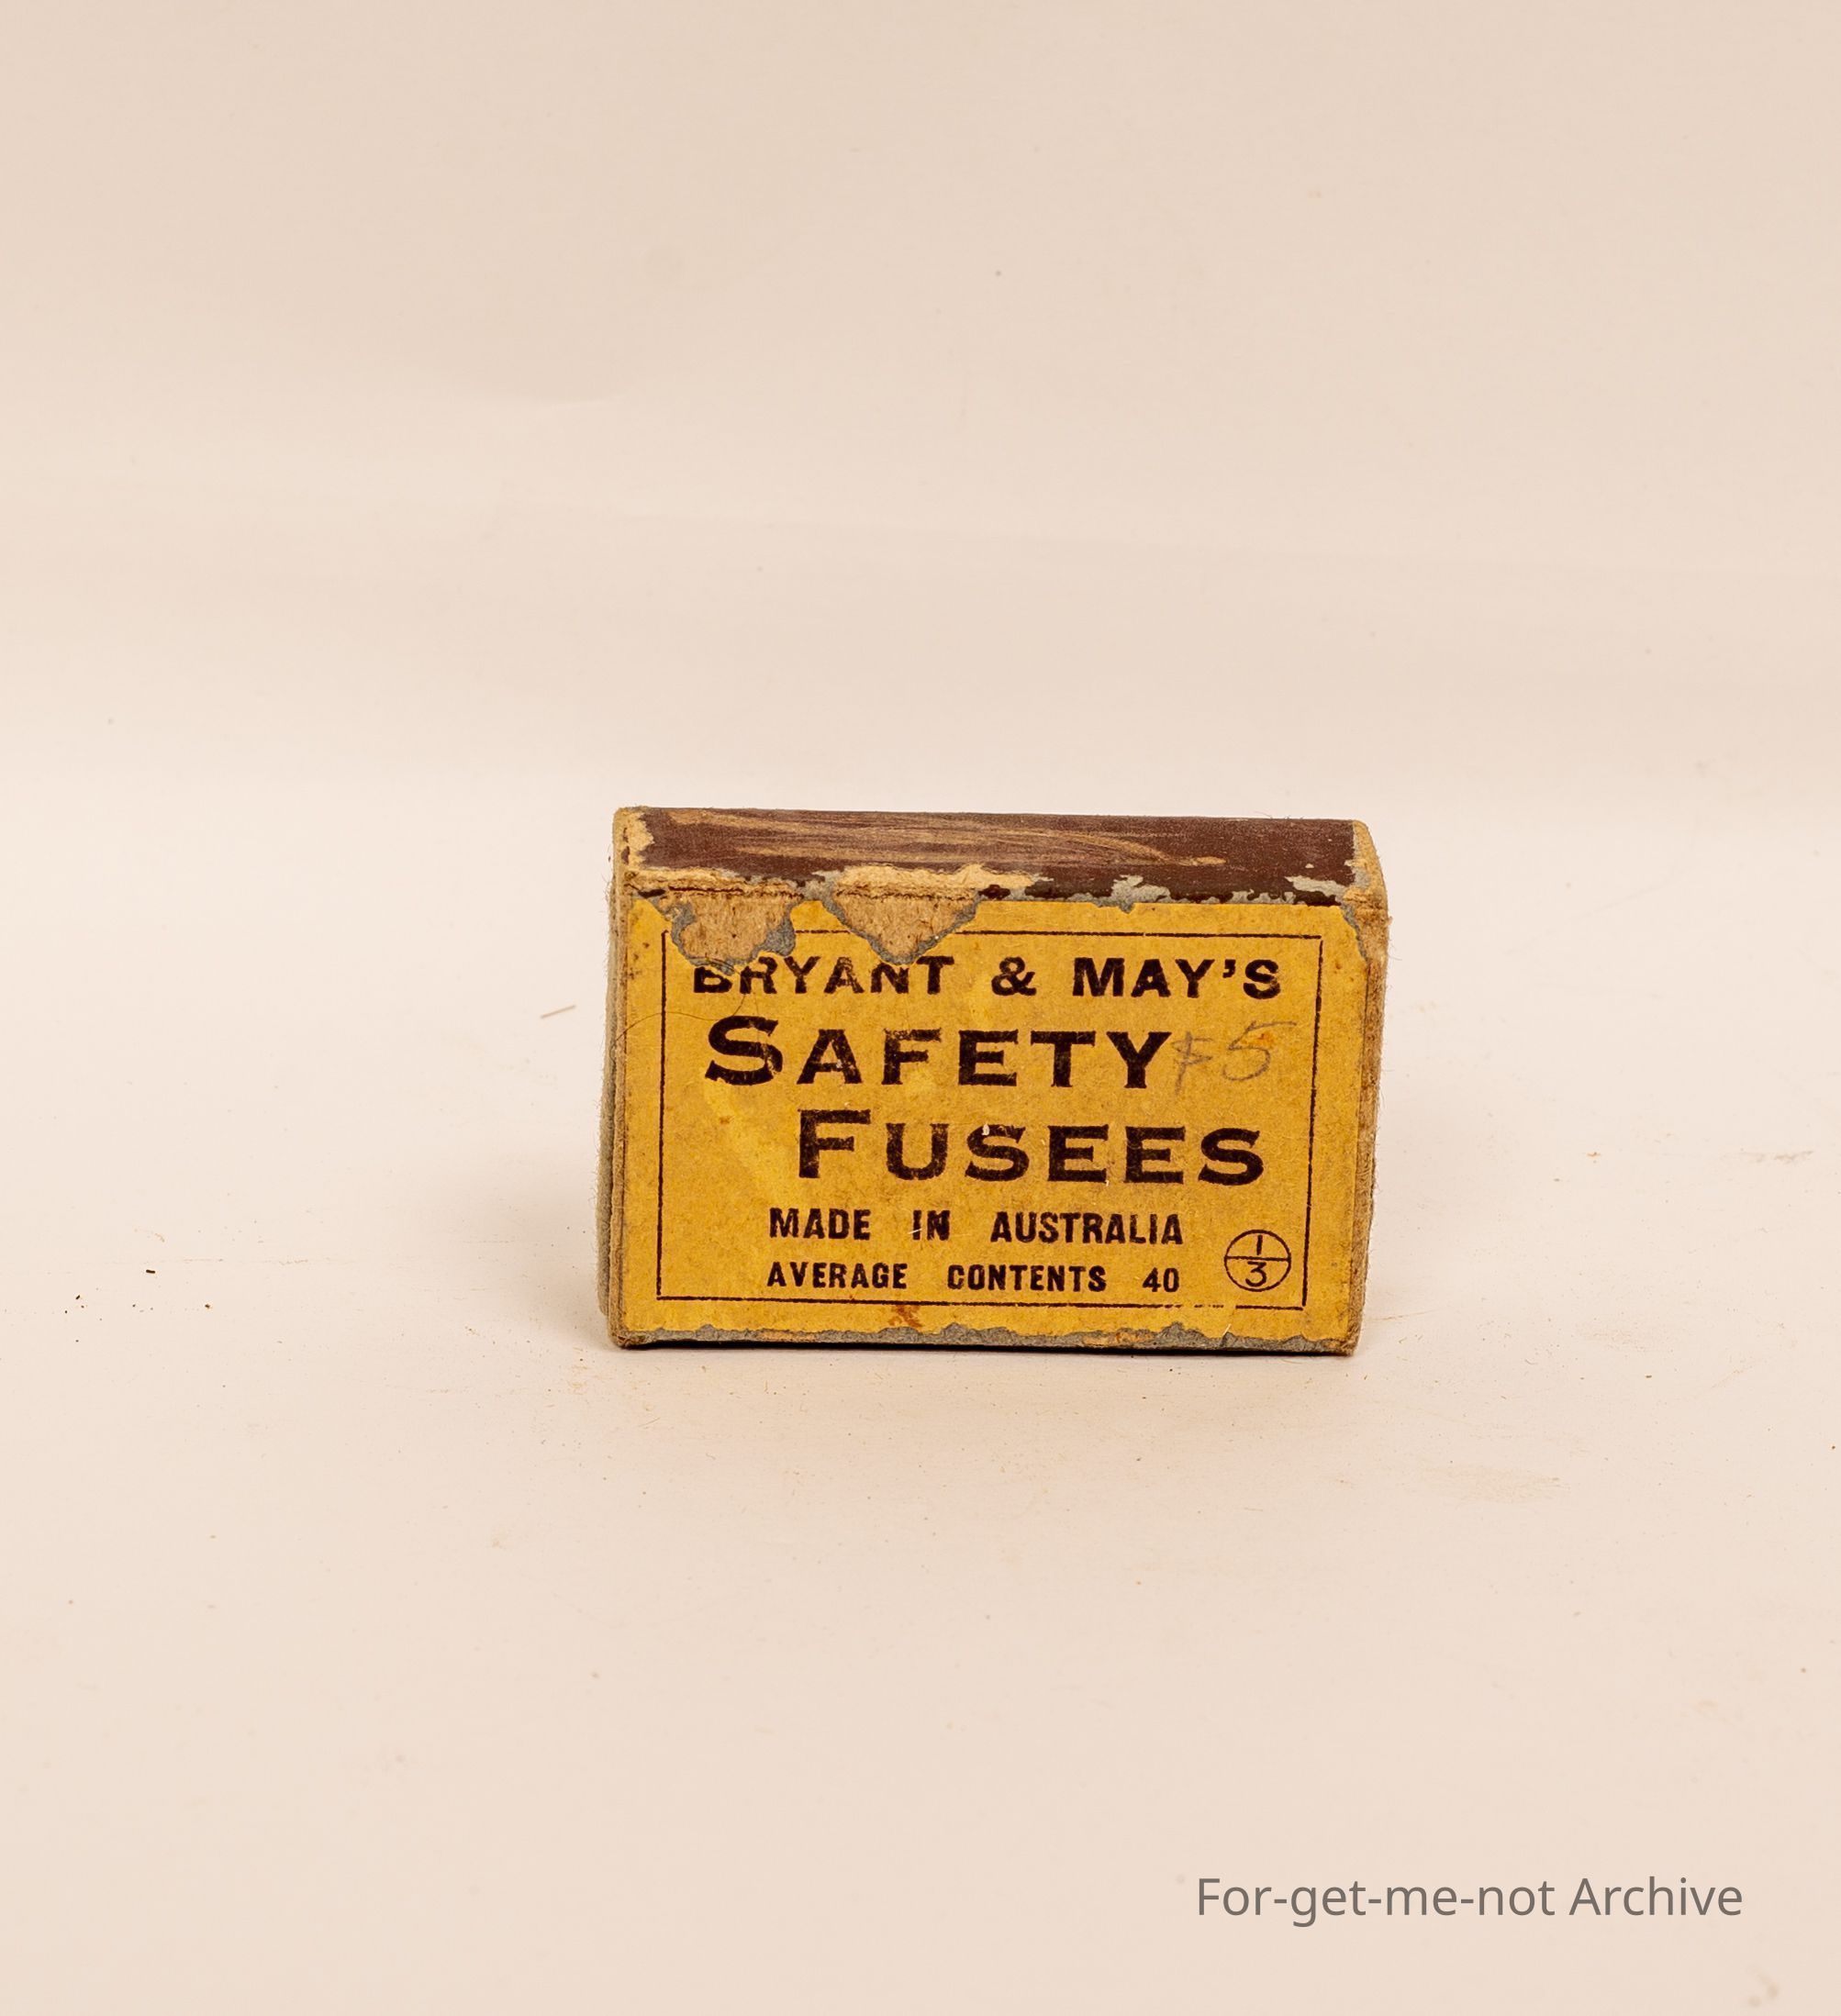 BRYANT & MAY'S
SAFETY F5
FUSEES
MADE IN AUSTRALIA
AVERAGE CONTENTS 40
1
3
For-get-me-not Archive